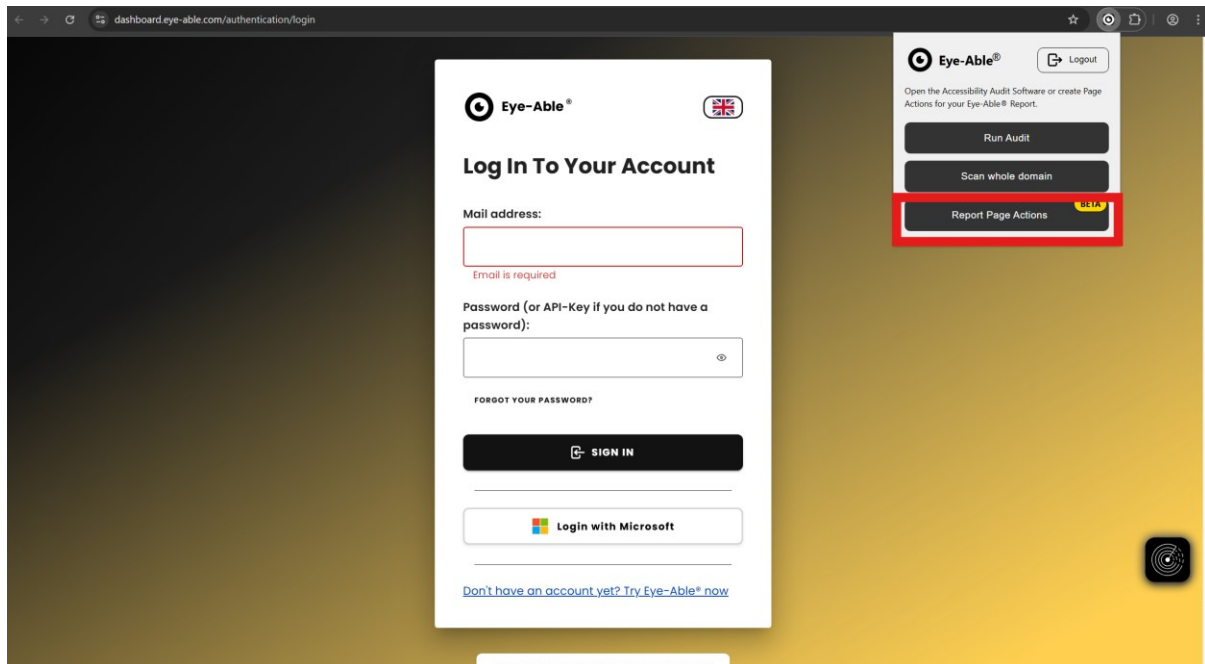 dashboard.eye-able.com/authentication/login
Eye-Able®
Log In To Your Account
Mail address:
Email is required
Password (or API-Key if you do not have a
password):
FORGOT YOUR PASSWORD?
SIGN IN
Login with Microsoft
Don't have an account yet? Try Eye-Able® now
Eye-Able®
Logout
Open the Accessibility Audit Software or create Page
Actions for your Eye-Able® Report.
Run Audit
Scan whole domain
BETA
Report Page Actions